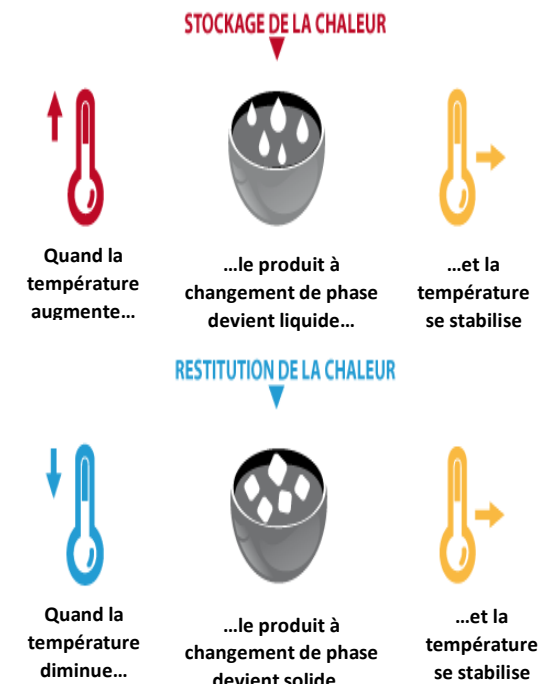 STOCKAGE DE LA CHALEUR
Quand la
température
augmente...
...le produit à
changement de phase
devient liquide...
...et la
température
se stabilise
RESTITUTION DE LA CHALEUR
Quand la
température
diminue...
...le produit à
changement de phase
devient solide
...et la
température
se stabilise